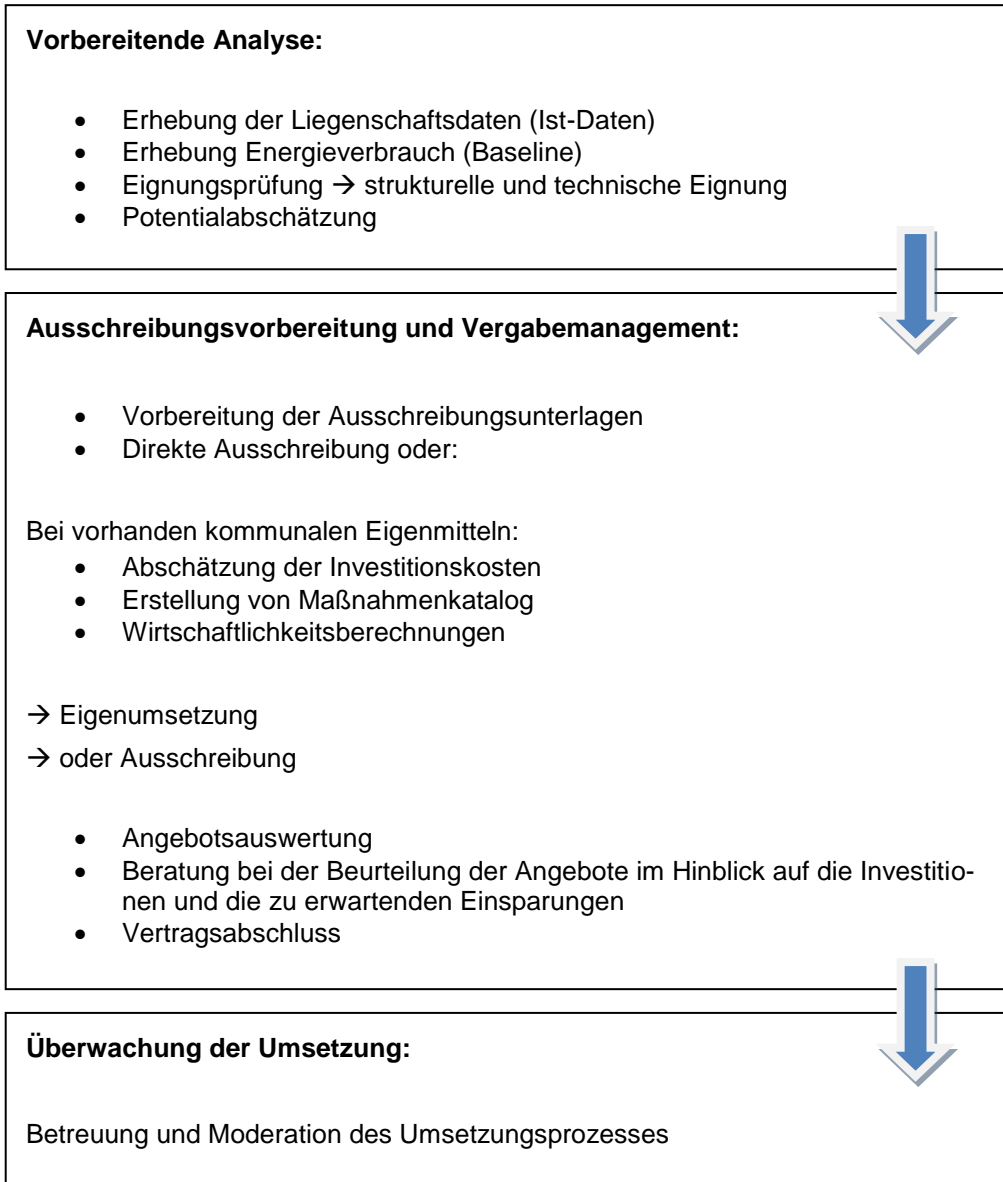 Vorbereitende Analyse:
• Erhebung der Liegenschaftsdaten (Ist-Daten)
• Erhebung Energieverbrauch (Baseline)
• Eignungsprüfung → strukturelle und technische Eignung
• Potentialabschätzung
Ausschreibungsvorbereitung und Vergabemanagement:
• Vorbereitung der Ausschreibungsunterlagen
• Direkte Ausschreibung oder:
Bei vorhanden kommunalen Eigenmitteln:
• Abschätzung der Investitionskosten
• Erstellung von Maßnahmenkatalog
• Wirtschaftlichkeitsberechnungen
→ Eigenumsetzung
→ oder Ausschreibung
• Angebotsauswertung
• Beratung bei der Beurteilung der Angebote im Hinblick auf die Investitio-
nen und die zu erwartenden Einsparungen
• Vertragsabschluss
Überwachung der Umsetzung:
Betreuung und Moderation des Umsetzungsprozesses